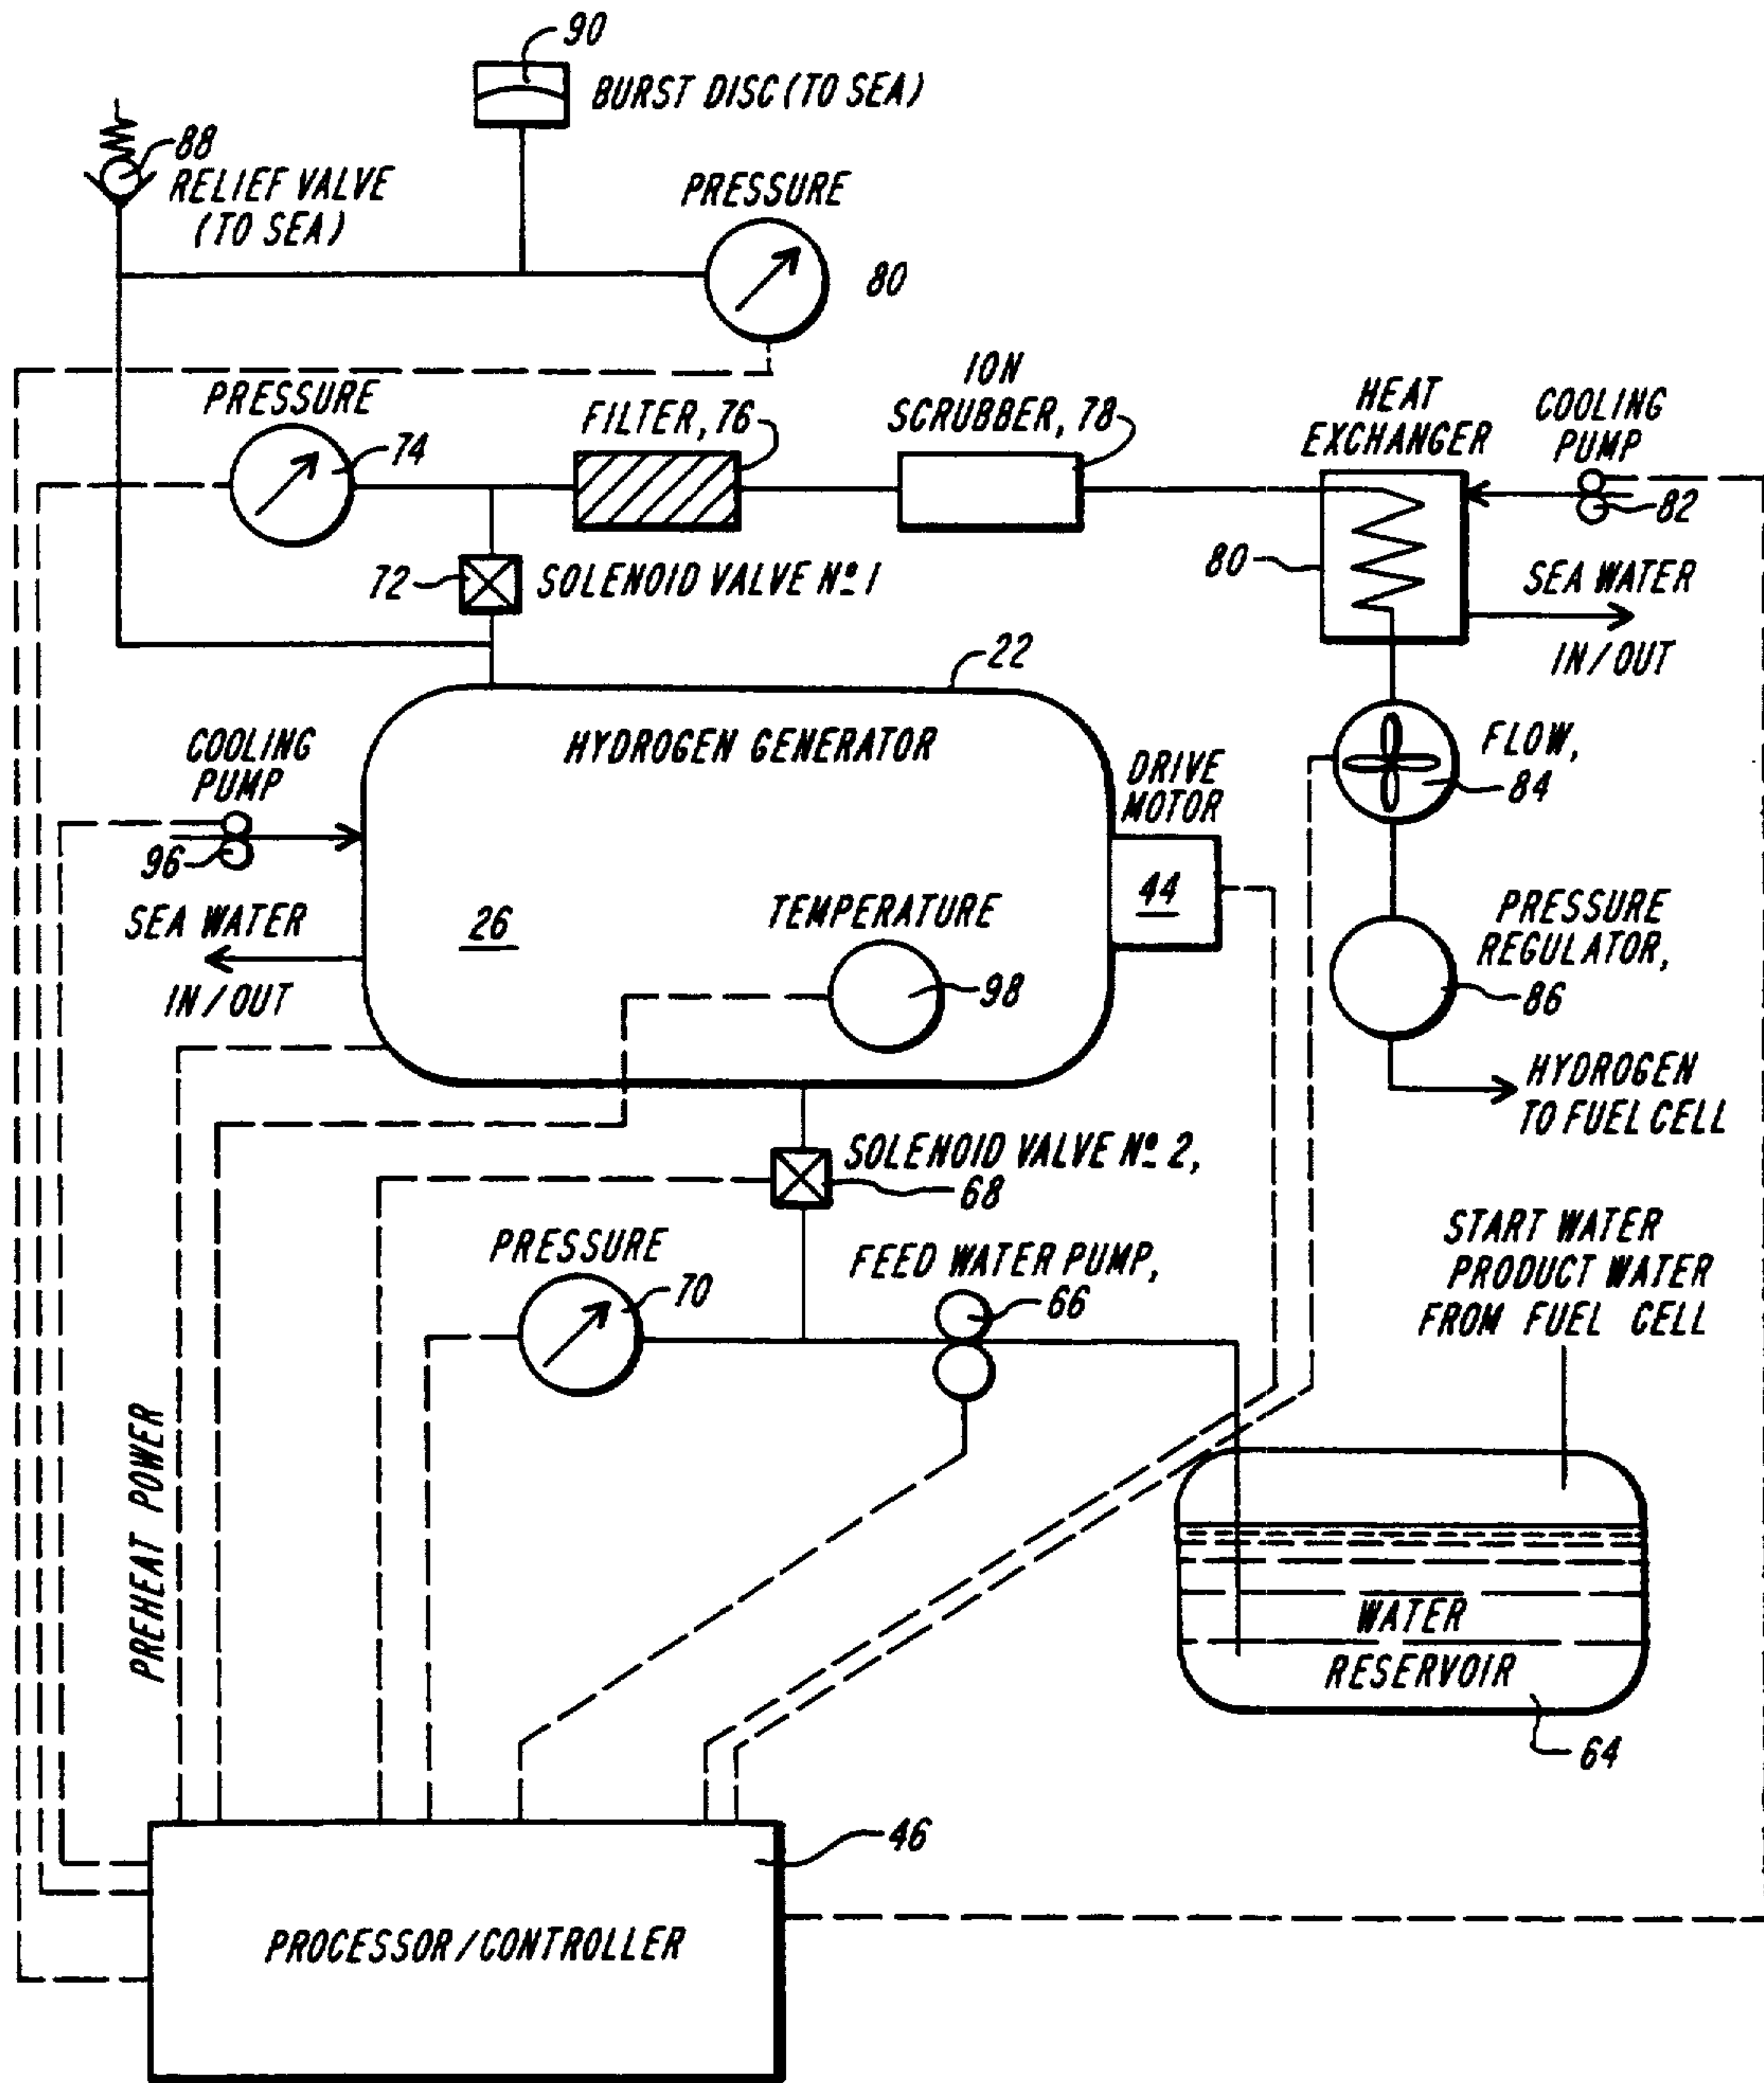 90
BURST DISC (TO SEA)
88
RELIEF VALVE
(TO SEA)
PRESSURE
80
PRESSURE
74
FILTER, 76
ION
SCRUBBER, 78
HEAT
EXCHANGER
COOLING
PUMP
82
80
SEA WATER
IN/OUT
72
SOLENOID VALVE Nº 1
22
HYDROGEN GENERATOR
COOLING
PUMP
96
SEA WATER
IN/OUT
26
TEMPERATURE
98
DRIVE
MOTOR
44
FLOW,
84
PRESSURE
REGULATOR,
86
HYDROGEN
TO FUEL CELL
SOLENOID VALVE Nº 2,
68
PRESSURE
70
FEED WATER PUMP,
66
START WATER
PRODUCT WATER
FROM FUEL CELL
PREHEAT POWER
WATER
RESERVOIR
64
46
PROCESSOR/CONTROLLER